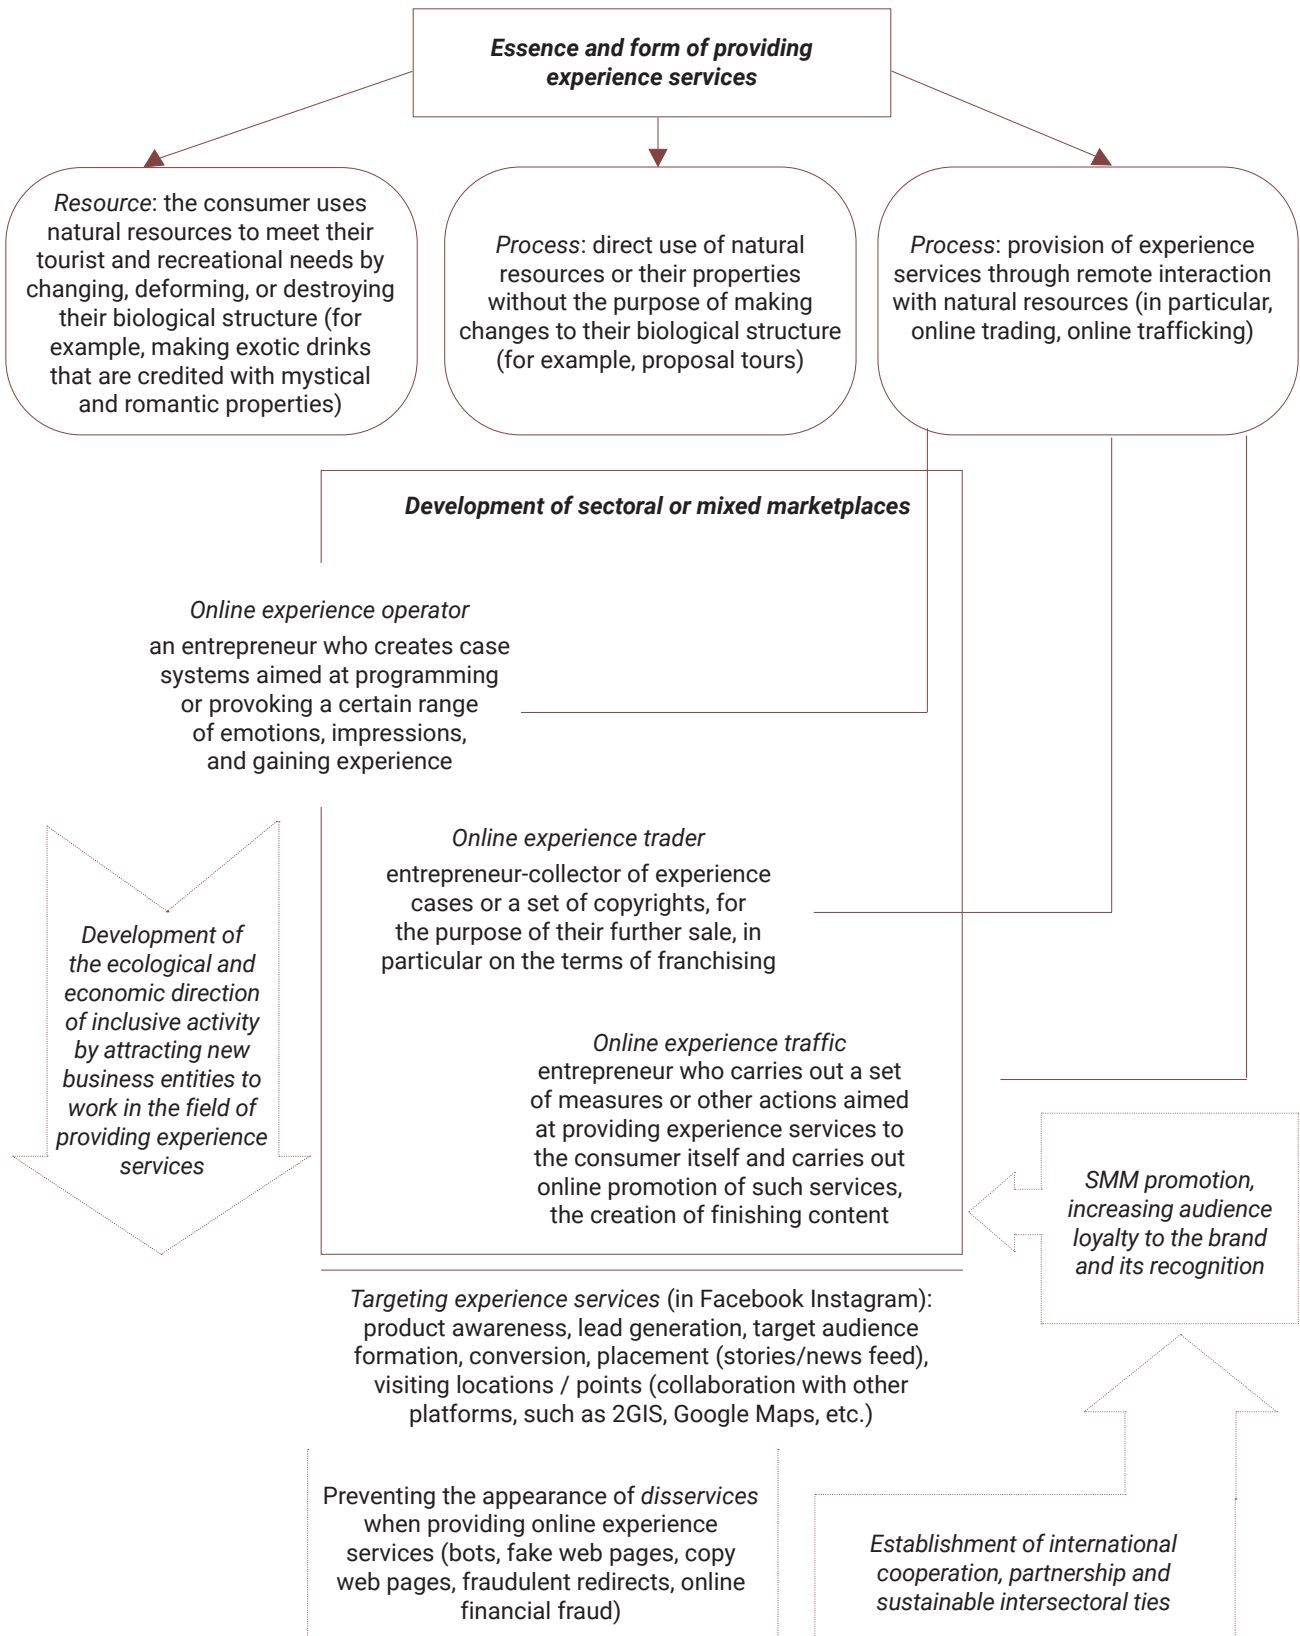 Essence and form of providing
experience services
Resource: the consumer uses
natural resources to meet their
tourist and recreational needs by
changing, deforming, or destroying
their biological structure (for
example, making exotic drinks
that are credited with mystical
and romantic properties)
Process: direct use of natural
resources or their properties
without the purpose of making
changes to their biological structure
(for example, proposal tours)
Process: provision of experience
services through remote interaction
with natural resources (in particular,
online trading, online trafficking)
Development of sectoral or mixed marketplaces
Online experience operator
an entrepreneur who creates case
systems aimed at programming
or provoking a certain range
of emotions, impressions,
and gaining experience
Online experience trader
entrepreneur-collector of experience
cases or a set of copyrights, for
the purpose of their further sale, in
particular on the terms of franchising
Development of
the ecological and
economic direction
of inclusive activity
by attracting new
business entities to
work in the field of
providing experience
services
Online experience traffic
entrepreneur who carries out a set
of measures or other actions aimed
at providing experience services to
the consumer itself and carries out
online promotion of such services,
the creation of finishing content
SMM promotion,
increasing audience
loyalty to the brand
and its recognition
Targeting experience services (in Facebook Instagram):
product awareness, lead generation, target audience
formation, conversion, placement (stories/news feed),
visiting locations / points (collaboration with other
platforms, such as 2GIS, Google Maps, etc.)
Preventing the appearance of disservices
when providing online experience
services (bots, fake web pages, copy
web pages, fraudulent redirects, online
financial fraud)
Establishment of international
cooperation, partnership and
sustainable intersectoral ties